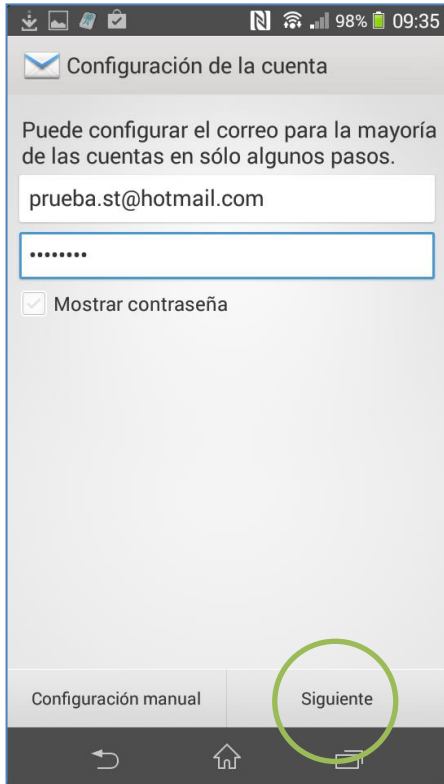 98% 09:35
Configuración de la cuenta
Puede configurar el correo para la mayoría
de las cuentas en sólo algunos pasos.
prueba.st@hotmail.com
••••••••
Mostrar contraseña
Configuración manual Siguiente